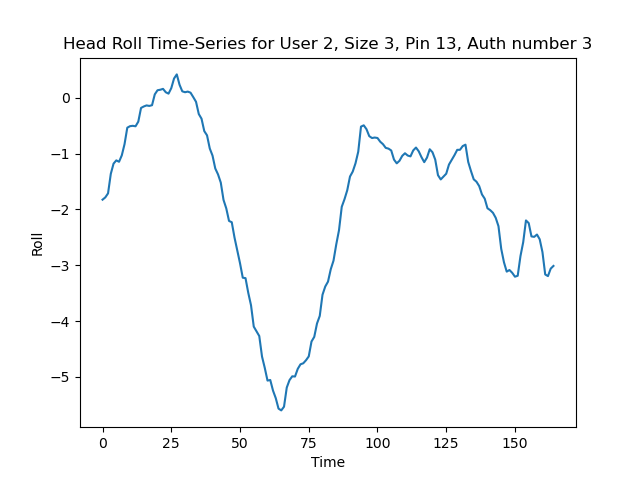 Head Roll Time-Series for User 2, Size 3, Pin 13, Auth number 3
Roll
0
−1
−2
−3
−4
−5
0 25 50 75 100 125 150
Time